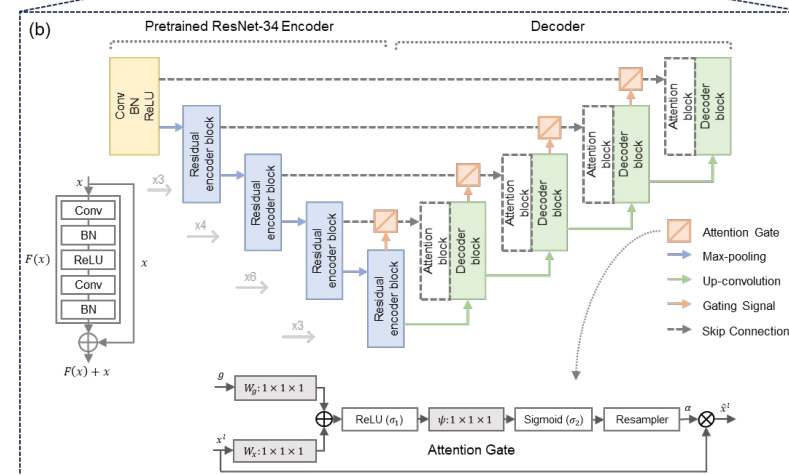 (b)
Pretrained ResNet-34 Encoder
Decoder
Conv
BN
ReLU
Residual
encoder block
Residual
encoder block
Residual
encoder block
Residual
encoder block
Attention
block
Decoder
block
Attention
block
Decoder
block
Attention
block
Decoder
block
Attention
block
Decoder
block
x3
x4
x6
x3
x
Conv
BN
ReLU
Conv
BN
F(x)
x
F(x) + x
Attention Gate
Max-pooling
Up-convolution
Gating Signal
Skip Connection
g
W_g: 1 × 1 × 1
x^l
W_x: 1 × 1 × 1
ReLU (σ₁)
ψ: 1 × 1 × 1
Sigmoid (σ₂)
Resampler
α
x̂^l
Attention Gate